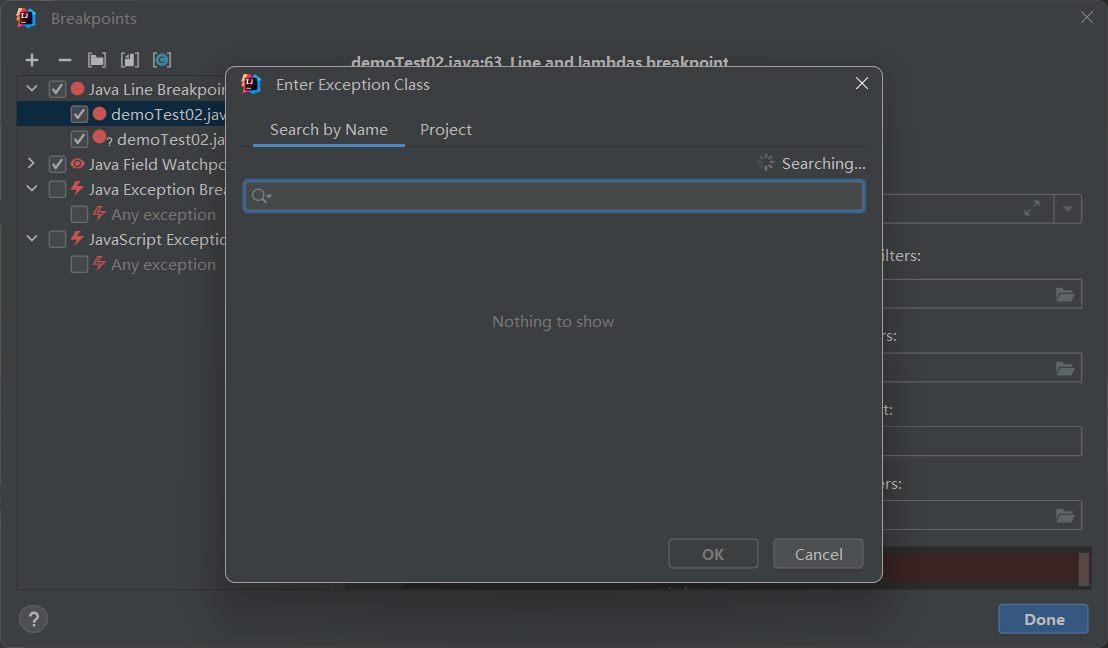 Breakpoints
demoTest02.java:63, Line and lambdas breakpoint
Java Line Breakpoin
demoTest02.jav
demoTest02.ja
Java Field Watchpo
Java Exception Brea
Any exception
JavaScript Exceptio
Any exception
Enter Exception Class
Search by Name
Project
Searching...
Nothing to show
OK
Cancel
ilters:
rs:
t:
ers:
?
Done